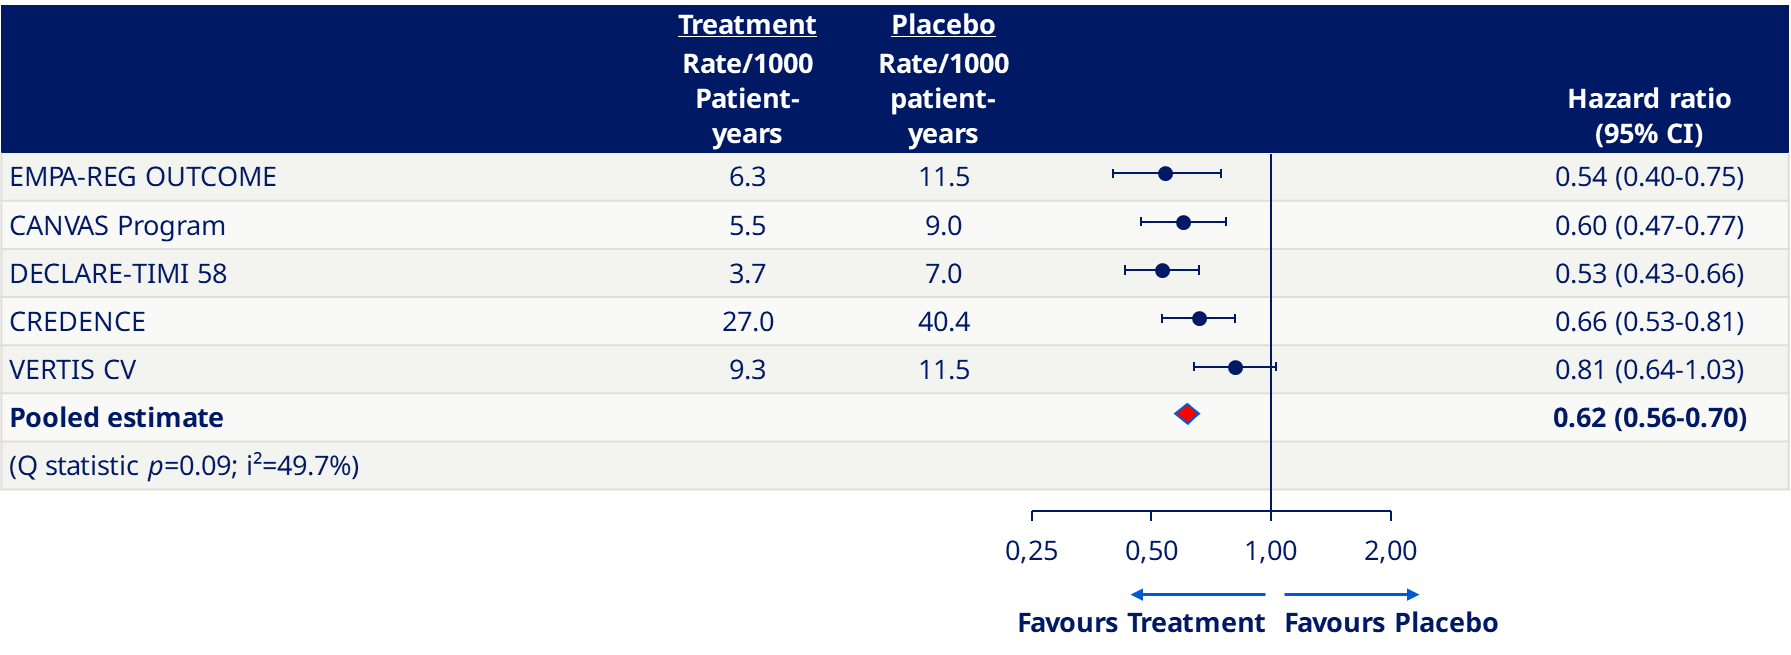 Treatment Placebo
Rate/1000 Rate/1000
Patient- patient- Hazard ratio
years years (95% CI)
EMPA-REG OUTCOME 6.3 11.5 0.54 (0.40-0.75)
CANVAS Program 5.5 9.0 0.60 (0.47-0.77)
DECLARE-TIMI 58 3.7 7.0 0.53 (0.43-0.66)
CREDENCE 27.0 40.4 0.66 (0.53-0.81)
VERTIS CV 9.3 11.5 0.81 (0.64-1.03)
Pooled estimate 0.62 (0.56-0.70)
(Q statistic p=0.09; i²=49.7%)
0,25 0,50 1,00 2,00
Favours Treatment Favours Placebo